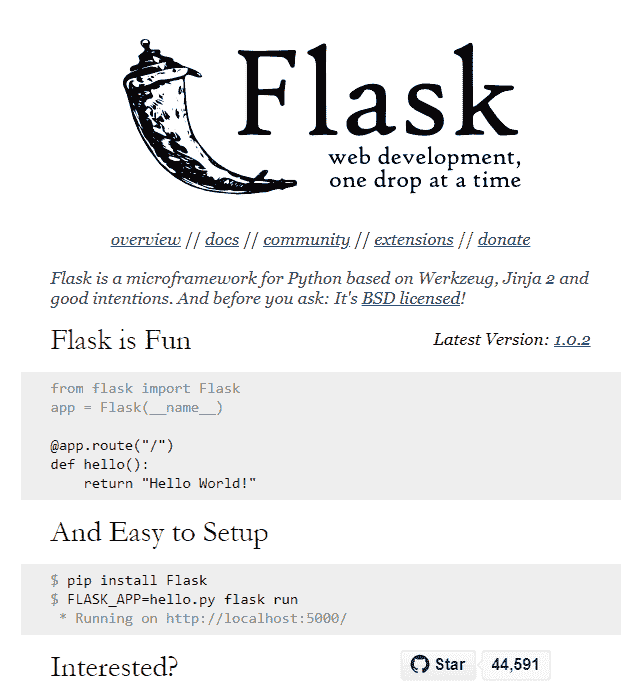 Flask
web development,
one drop at a time
overview // docs // community // extensions // donate
Flask is a microframework for Python based on Werkzeug, Jinja 2 and
good intentions. And before you ask: It's BSD licensed!
Flask is Fun
Latest Version: 1.0.2
from flask import Flask
app = Flask(__name__)

@app.route("/")
def hello():
    return "Hello World!"
And Easy to Setup
$ pip install Flask
$ FLASK_APP=hello.py flask run
 * Running on http://localhost:5000/
Interested?
Star 44,591